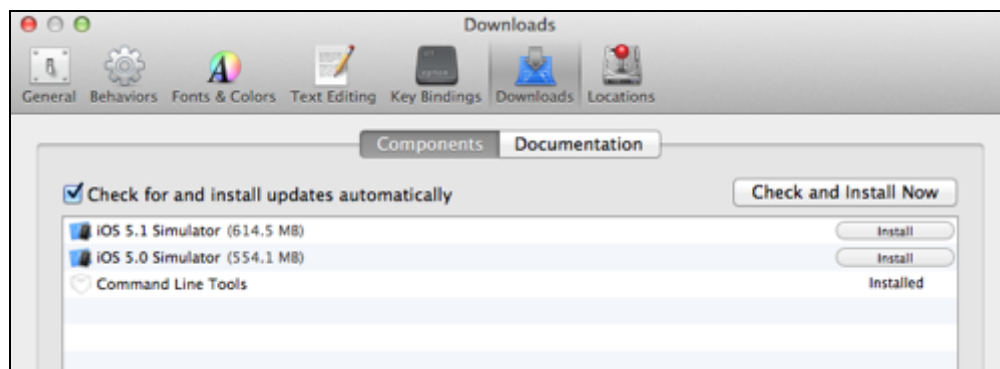 Downloads
General Behaviors Fonts & Colors Text Editing Key Bindings Downloads Locations
Components Documentation
Check for and install updates automatically Check and Install Now
iOS 5.1 Simulator (614.5 MB) Install
iOS 5.0 Simulator (554.1 MB) Install
Command Line Tools Installed